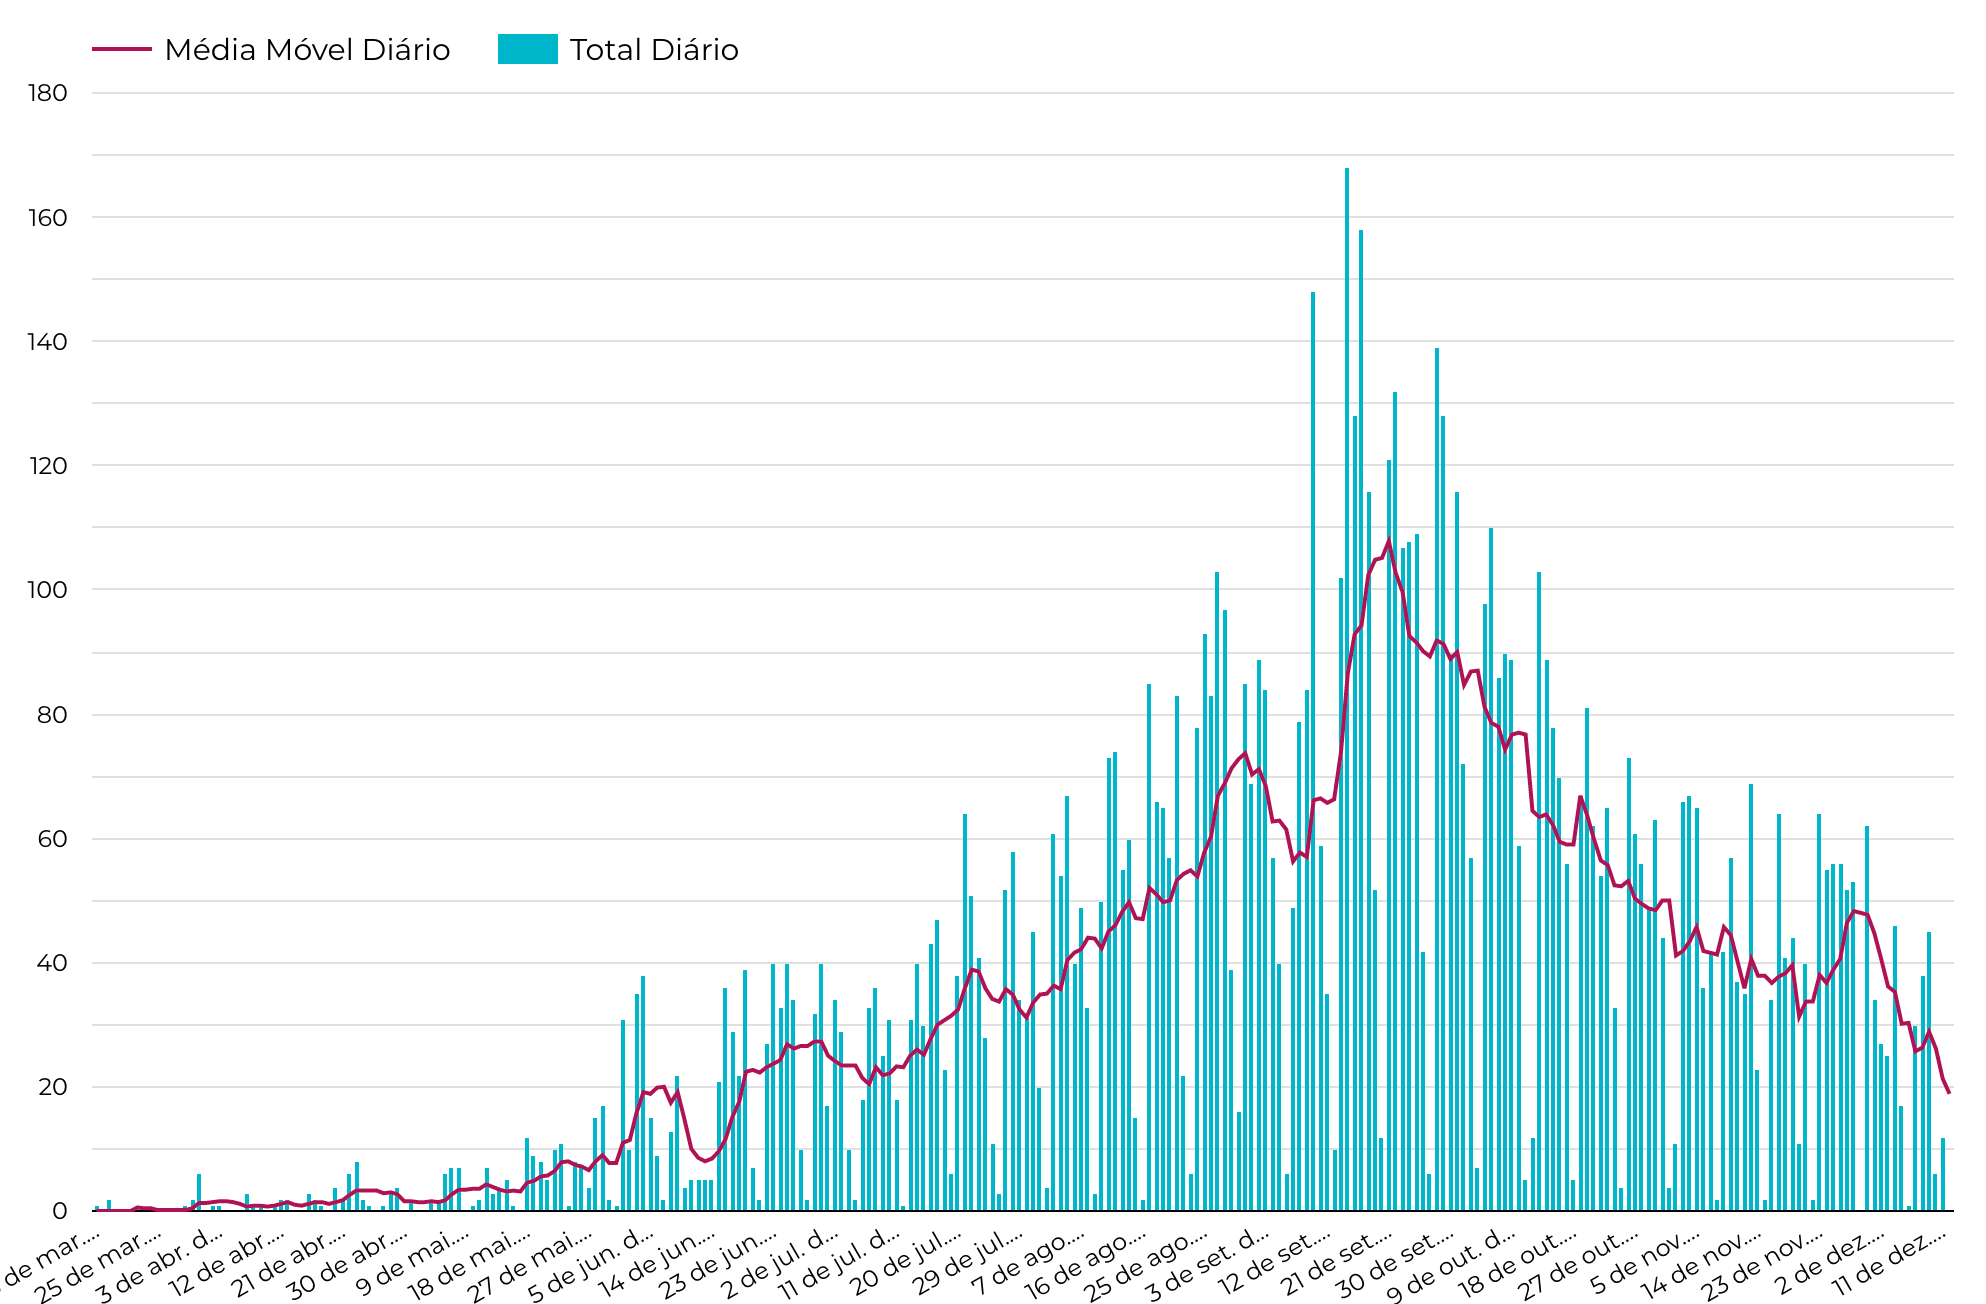 Média Móvel Diário Total Diário
180
160
140
120
100
80
60
40
20
0
de mar....
25 de mar....
3 de abr. d...
12 de abr....
21 de abr....
30 de abr....
9 de mai...
18 de mai...
27 de mai...
5 de jun. d...
14 de jun....
23 de jun....
2 de jul. d...
11 de jul. d...
20 de jul....
29 de jul....
7 de ago...
16 de ago...
25 de ago...
3 de set. d...
12 de set....
21 de set....
30 de set....
9 de out. d...
18 de out....
27 de out....
5 de nov....
14 de nov....
23 de nov....
2 de dez....
11 de dez....